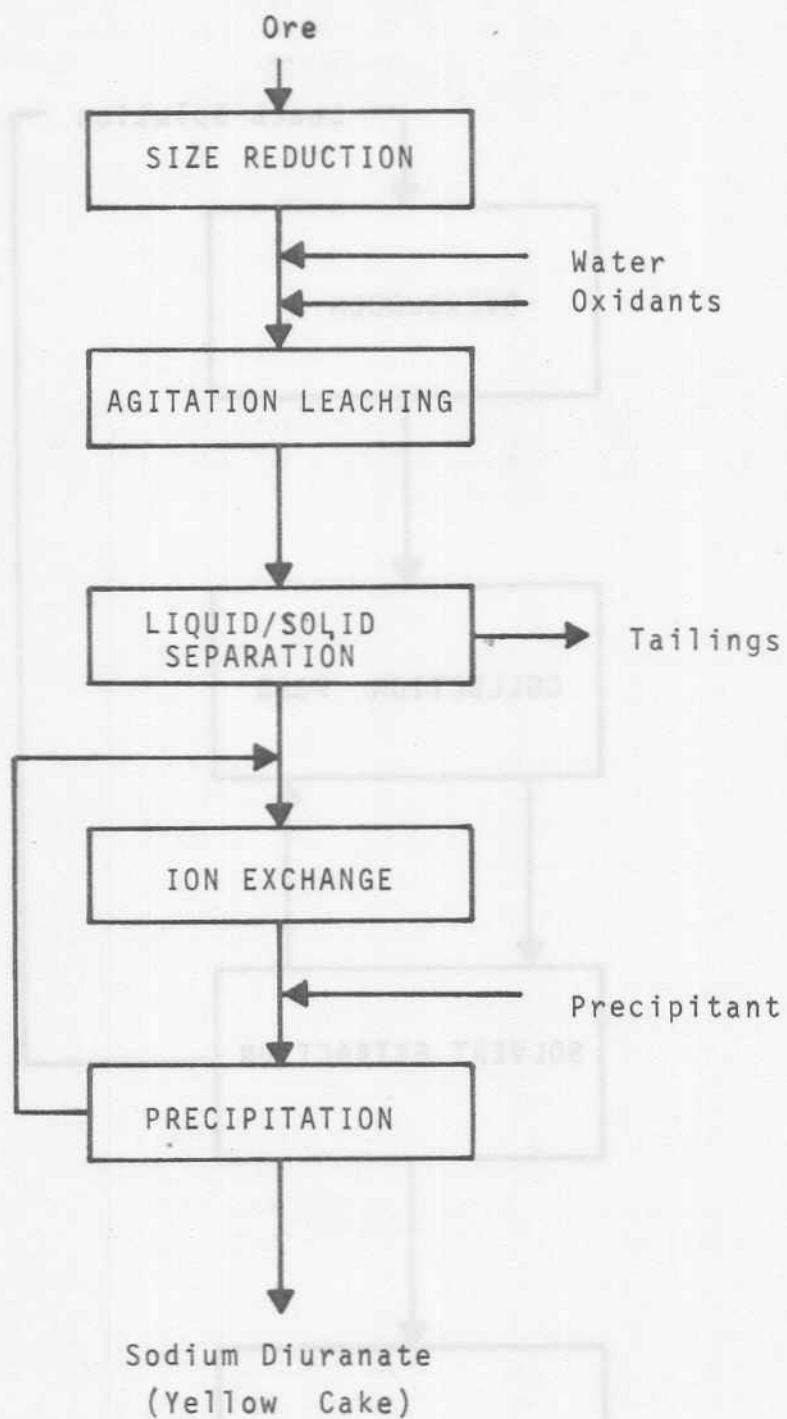 Ore
SIZE REDUCTION
Water
Oxidants
AGITATION LEACHING
LIQUID/SOLID
SEPARATION
Tailings
ION EXCHANGE
Precipitant
PRECIPITATION
Sodium Diuranate
(Yellow Cake)